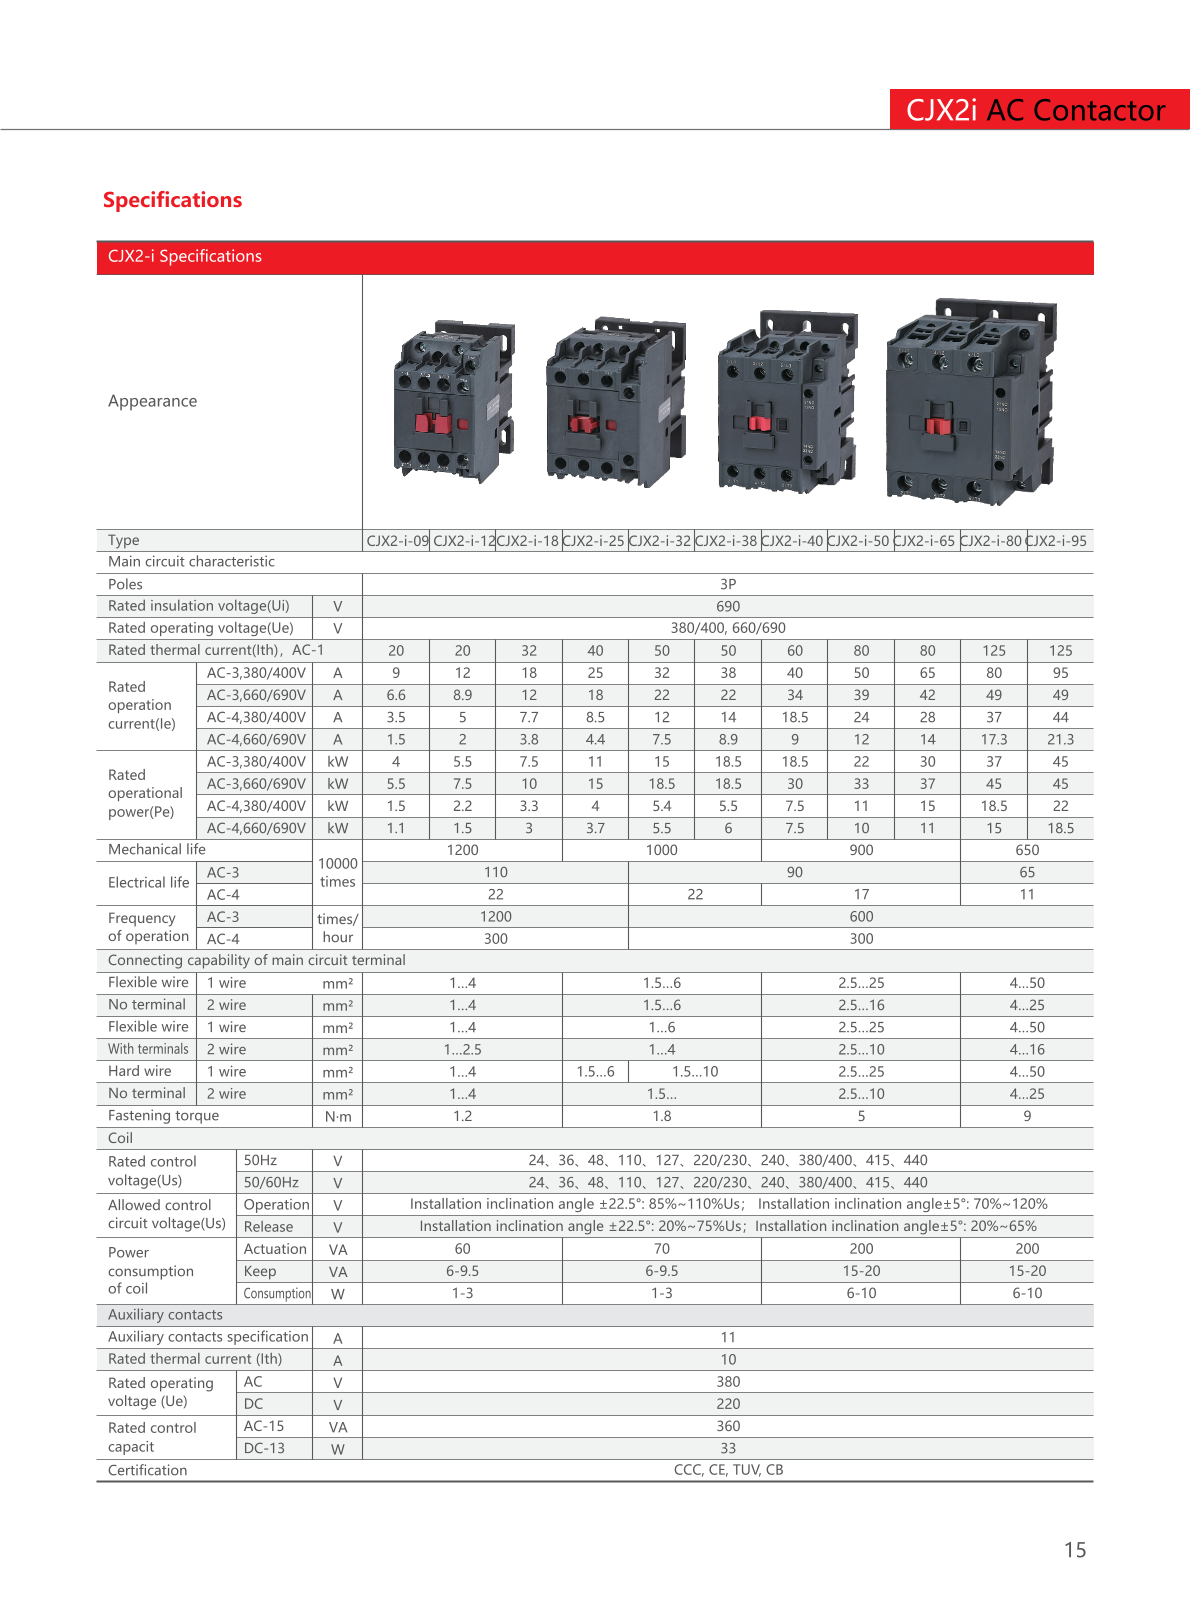 CJX2i AC Contactor
Specifications
CJX2-i Specifications
Appearance
Type CJX2-i-09 CJX2-i-12 CJX2-i-18 CJX2-i-25 CJX2-i-32 CJX2-i-38 CJX2-i-40 CJX2-i-50 CJX2-i-65 CJX2-i-80 CJX2-i-95
Main circuit characteristic
Poles 3P
Rated insulation voltage(Ui) V 690
Rated operating voltage(Ue) V 380/400, 660/690
Rated thermal current(Ith)，AC-1 20 20 32 40 50 50 60 80 80 125 125
Rated operation current(Ie)
AC-3,380/400V A 9 12 18 25 32 38 40 50 65 80 95
AC-3,660/690V A 6.6 8.9 12 18 22 22 34 39 42 49 49
AC-4,380/400V A 3.5 5 7.7 8.5 12 14 18.5 24 28 37 44
AC-4,660/690V A 1.5 2 3.8 4.4 7.5 8.9 9 12 14 17.3 21.3
Rated operational power(Pe)
AC-3,380/400V kW 4 5.5 7.5 11 15 18.5 18.5 22 30 37 45
AC-3,660/690V kW 5.5 7.5 10 15 18.5 18.5 30 33 37 45 45
AC-4,380/400V kW 1.5 2.2 3.3 4 5.4 5.5 7.5 11 15 18.5 22
AC-4,660/690V kW 1.1 1.5 3 3.7 5.5 6 7.5 10 11 15 18.5
Mechanical life 10000 times 1200 1000 900 650
Electrical life
AC-3 110 90 65
AC-4 22 22 17 11
Frequency of operation times/ hour
AC-3 1200 600
AC-4 300 300
Connecting capability of main circuit terminal
Flexible wire 1 wire mm² 1...4 1.5...6 2.5...25 4...50
No terminal 2 wire mm² 1...4 1.5...6 2.5...16 4...25
Flexible wire 1 wire mm² 1...4 1...6 2.5...25 4...50
With terminals 2 wire mm² 1...2.5 1...4 2.5...10 4...16
Hard wire 1 wire mm² 1...4 1.5...6 1.5...10 2.5...25 4...50
No terminal 2 wire mm² 1...4 1.5... 2.5...10 4...25
Fastening torque N·m 1.2 1.8 5 9
Coil
Rated control voltage(Us)
50Hz V 24、36、48、110、127、220/230、240、380/400、415、440
50/60Hz V 24、36、48、110、127、220/230、240、380/400、415、440
Allowed control circuit voltage(Us)
Operation V Installation inclination angle ±22.5°: 85%~110%Us； Installation inclination angle±5°: 70%~120%
Release V Installation inclination angle ±22.5°: 20%~75%Us；Installation inclination angle±5°: 20%~65%
Power consumption of coil
Actuation VA 60 70 200 200
Keep VA 6-9.5 6-9.5 15-20 15-20
Consumption W 1-3 1-3 6-10 6-10
Auxiliary contacts
Auxiliary contacts specification A 11
Rated thermal current (Ith) A 10
Rated operating voltage (Ue)
AC V 380
DC V 220
Rated control capacit
AC-15 VA 360
DC-13 W 33
Certification CCC, CE, TUV, CB
15